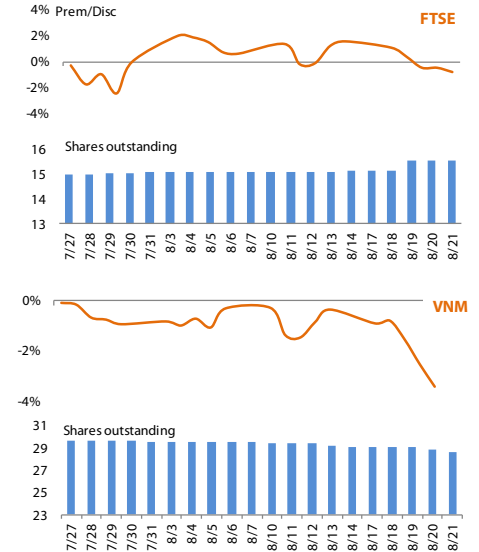 4% Prem/Disc
FTSE
2%
0%
-2%
-4%
16
Shares outstanding
15
14
13
7/27 7/28 7/29 7/30 7/31 8/3 8/4 8/5 8/6 8/7 8/10 8/11 8/12 8/13 8/14 8/17 8/18 8/19 8/20 8/21
0%
VNM
-2%
-4%
31
Shares outstanding
29
27
25
23
7/27 7/28 7/29 7/30 7/31 8/3 8/4 8/5 8/6 8/7 8/10 8/11 8/12 8/13 8/14 8/17 8/18 8/19 8/20 8/21